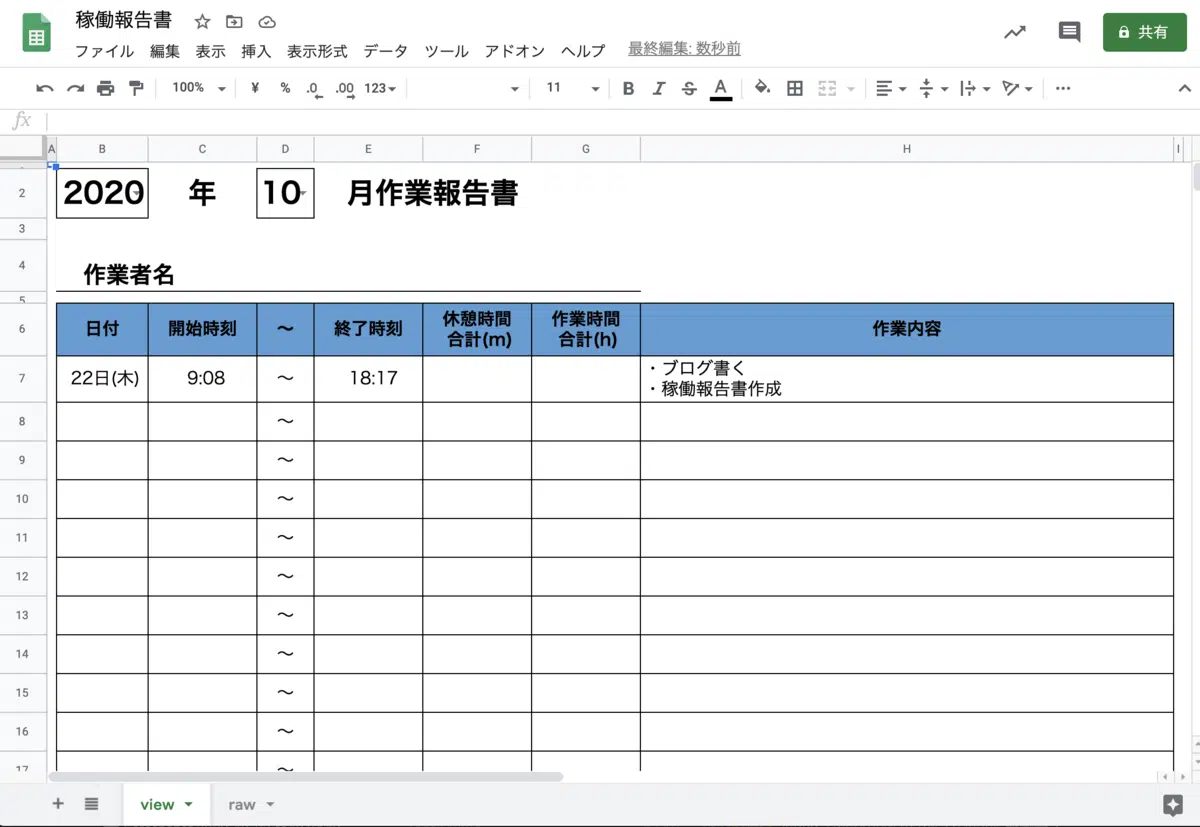 稼働報告書
ファイル 編集 表示 挿入 表示形式 データ ツール アドオン ヘルプ 最終編集: 数秒前
共有
100% ¥ % .0 .00 123 11 B I S A
fx
A B C D E F G H I
2 2020 年 10 月作業報告書
3
4 作業者名
5
6 日付 開始時刻 〜 終了時刻 休憩時間 合計(m) 作業時間 合計(h) 作業内容
7 22日(木) 9:08 〜 18:17 ・ブログ書く
・稼働報告書作成
8 〜
9 〜
10 〜
11 〜
12 〜
13 〜
14 〜
15 〜
16 〜
17 〜
view raw